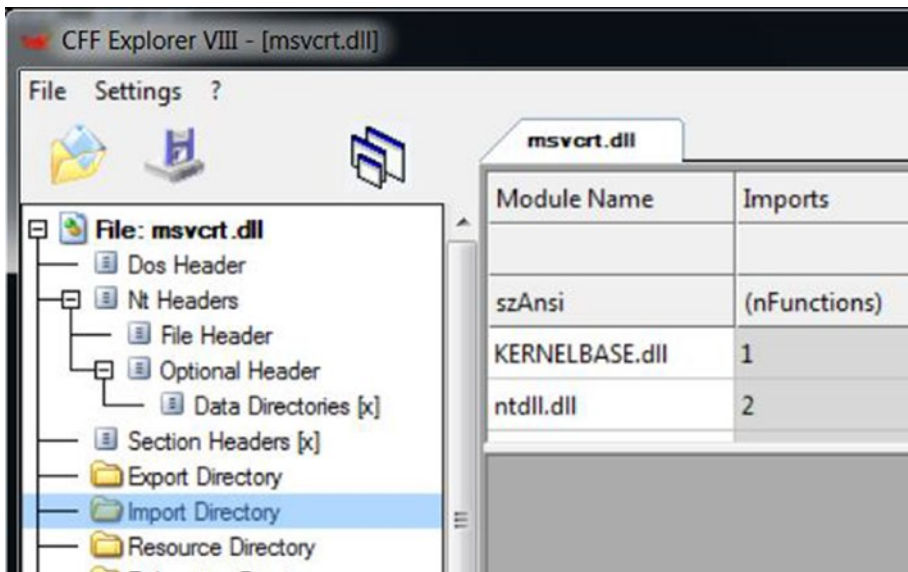 CFF Explorer VIII - [msvcrt.dll]
File Settings ?
msvcrt.dll
File: msvcrt.dll
Dos Header
Nt Headers
File Header
Optional Header
Data Directories [x]
Section Headers [x]
Export Directory
Import Directory
Resource Directory
Module Name Imports
szAnsi (nFunctions)
KERNELBASE.dll 1
ntdll.dll 2